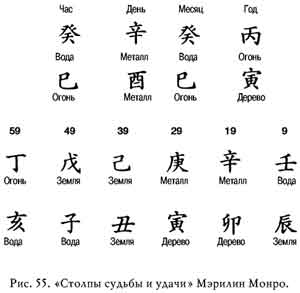 Час День Месяц Год
癸 辛 癸 丙
Вода Металл Вода Огонь
巳 酉 巳 寅
Огонь Металл Огонь Дерево
59 49 39 29 19 9
丁 戊 己 庚 辛 壬
Огонь Земля Земля Металл Металл Вода
亥 子 丑 寅 卯 辰
Вода Вода Земля Дерево Дерево Земля
Рис. 55. «Столпы судьбы и удачи» Мэрилин Монро.